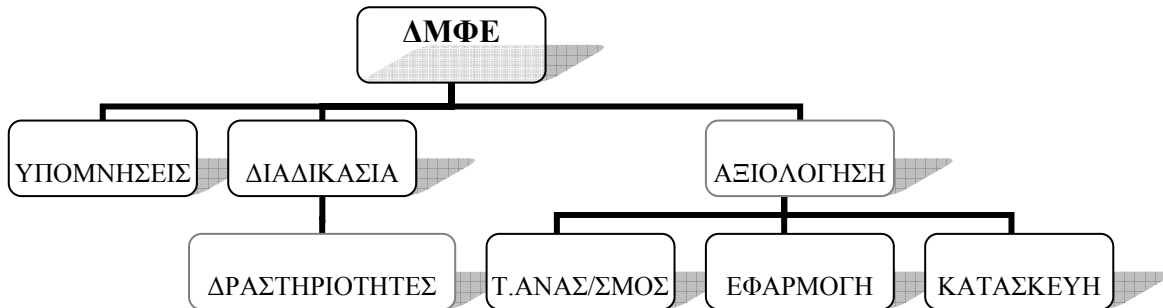 ΔΜΦΕ
ΥΠΟΜΝΗΣΕΙΣ
ΔΙΑΔΙΚΑΣΙΑ
ΑΞΙΟΛΟΓΗΣΗ
ΔΡΑΣΤΗΡΙΟΤΗΤΕΣ
Τ.ΑΝΑΣ/ΣΜΟΣ
ΕΦΑΡΜΟΓΗ
ΚΑΤΑΣΚΕΥΗ